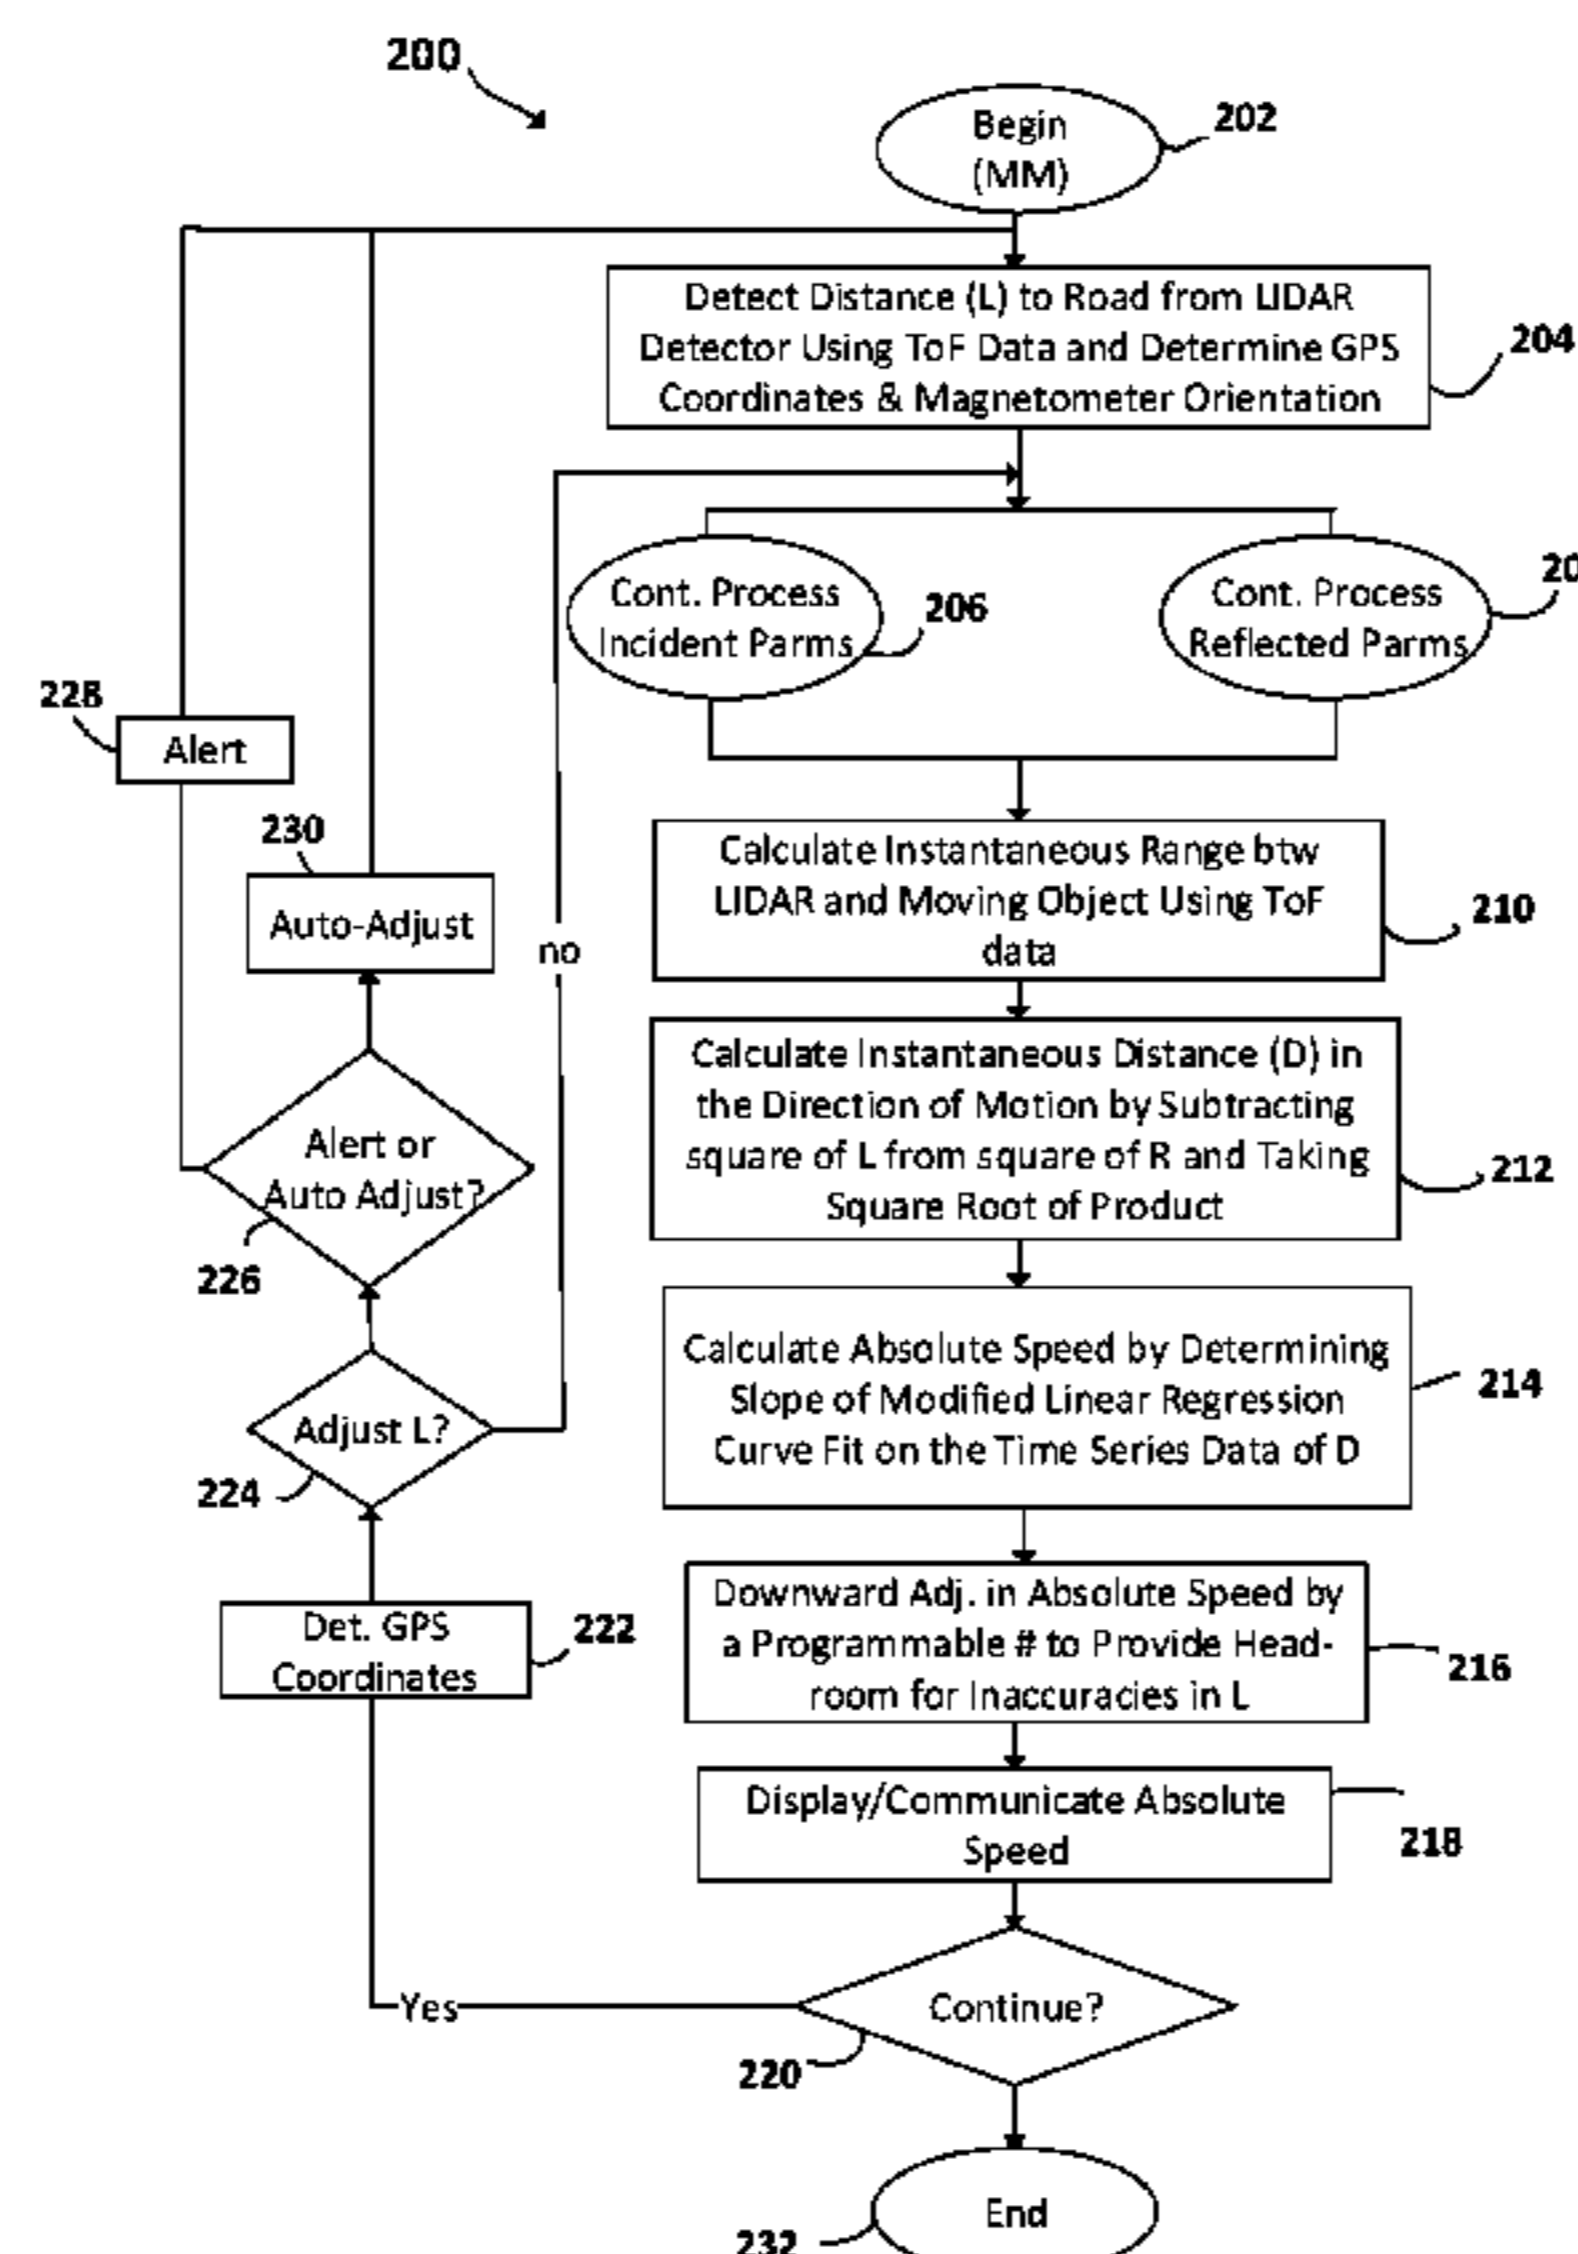 200
Begin
(MM)
202
Detect Distance (L) to Road from LIDAR
Detector Using ToF Data and Determine GPS
Coordinates & Magnetometer Orientation
204
Cont. Process
Incident Parms
206
Cont. Process
Reflected Parms
20
228
Alert
230
Auto-Adjust
no
Calculate Instantaneous Range btw
LIDAR and Moving Object Using ToF
data
210
Calculate Instantaneous Distance (D) in
the Direction of Motion by Subtracting
square of L from square of R and Taking
Square Root of Product
212
Alert or
Auto Adjust?
226
Calculate Absolute Speed by Determining
Slope of Modified Linear Regression
Curve Fit on the Time Series Data of D
214
Adjust L?
224
Downward Adj. in Absolute Speed by
a Programmable # to Provide Head-
room for Inaccuracies in L
216
Det. GPS
Coordinates
222
Display/Communicate Absolute
Speed
218
Continue?
Yes
220
End
232